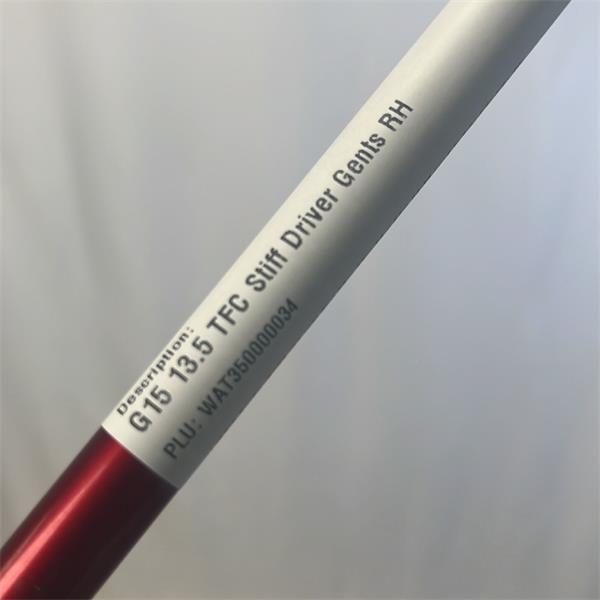 Description:
G15 13.5 TFC Stiff Driver Gents RH
PLU: WAT350000034